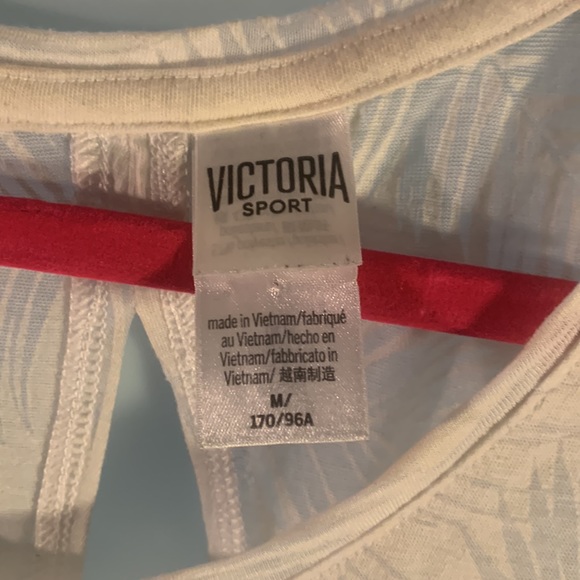 VICTORIA
SPORT
made in Vietnam/fabriqué
au Vietnam/hecho en
Vietnam/fabbricato in
Vietnam/ 越南制造
M/
170/96A